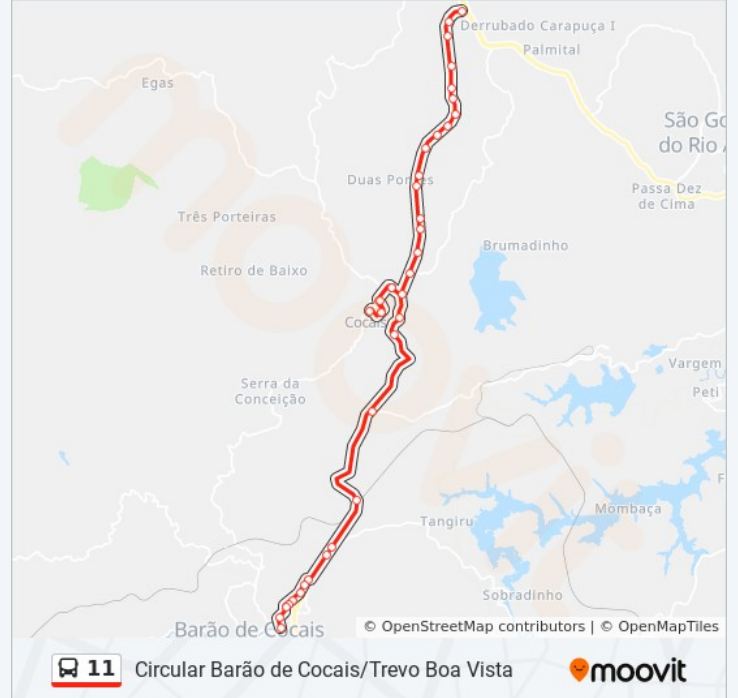 Derrubado Carapuça I
Palmital
Egas
São Go
do Rio A
Duas Pontes
Passa Dez
de Cima
Três Porteiras
Brumadinho
Retiro de Baixo
Cocais
Vargem
Peti
Serra da
Conceição
F
Mombaça
Tangiru
Sobradinho
Barão de Cocais
© OpenStreetMap contributors | © OpenMapTiles
11 Circular Barão de Cocais/Trevo Boa Vista
moovit
moovit